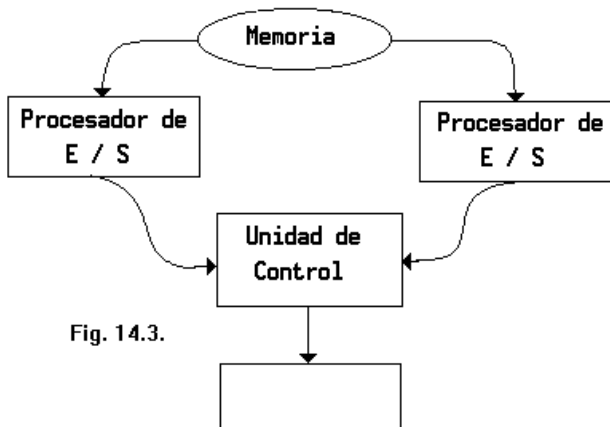 Memoria
Procesador de
E / S
Procesador de
E / S
Unidad de
Control
Fig. 14.3.